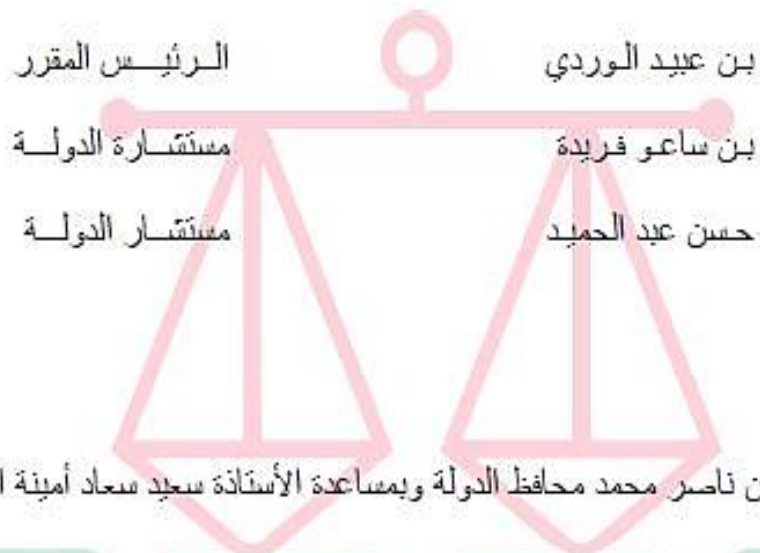 بن عبيد الوردي الرئيس المقرر
بن ساعو فريدة مستشارة الدولة
حسن عبد الحميد مستشار الدولة
ناصر محمد محافظ الدولة وبمساعدة الأستاذة سعيد سعاد أمينة